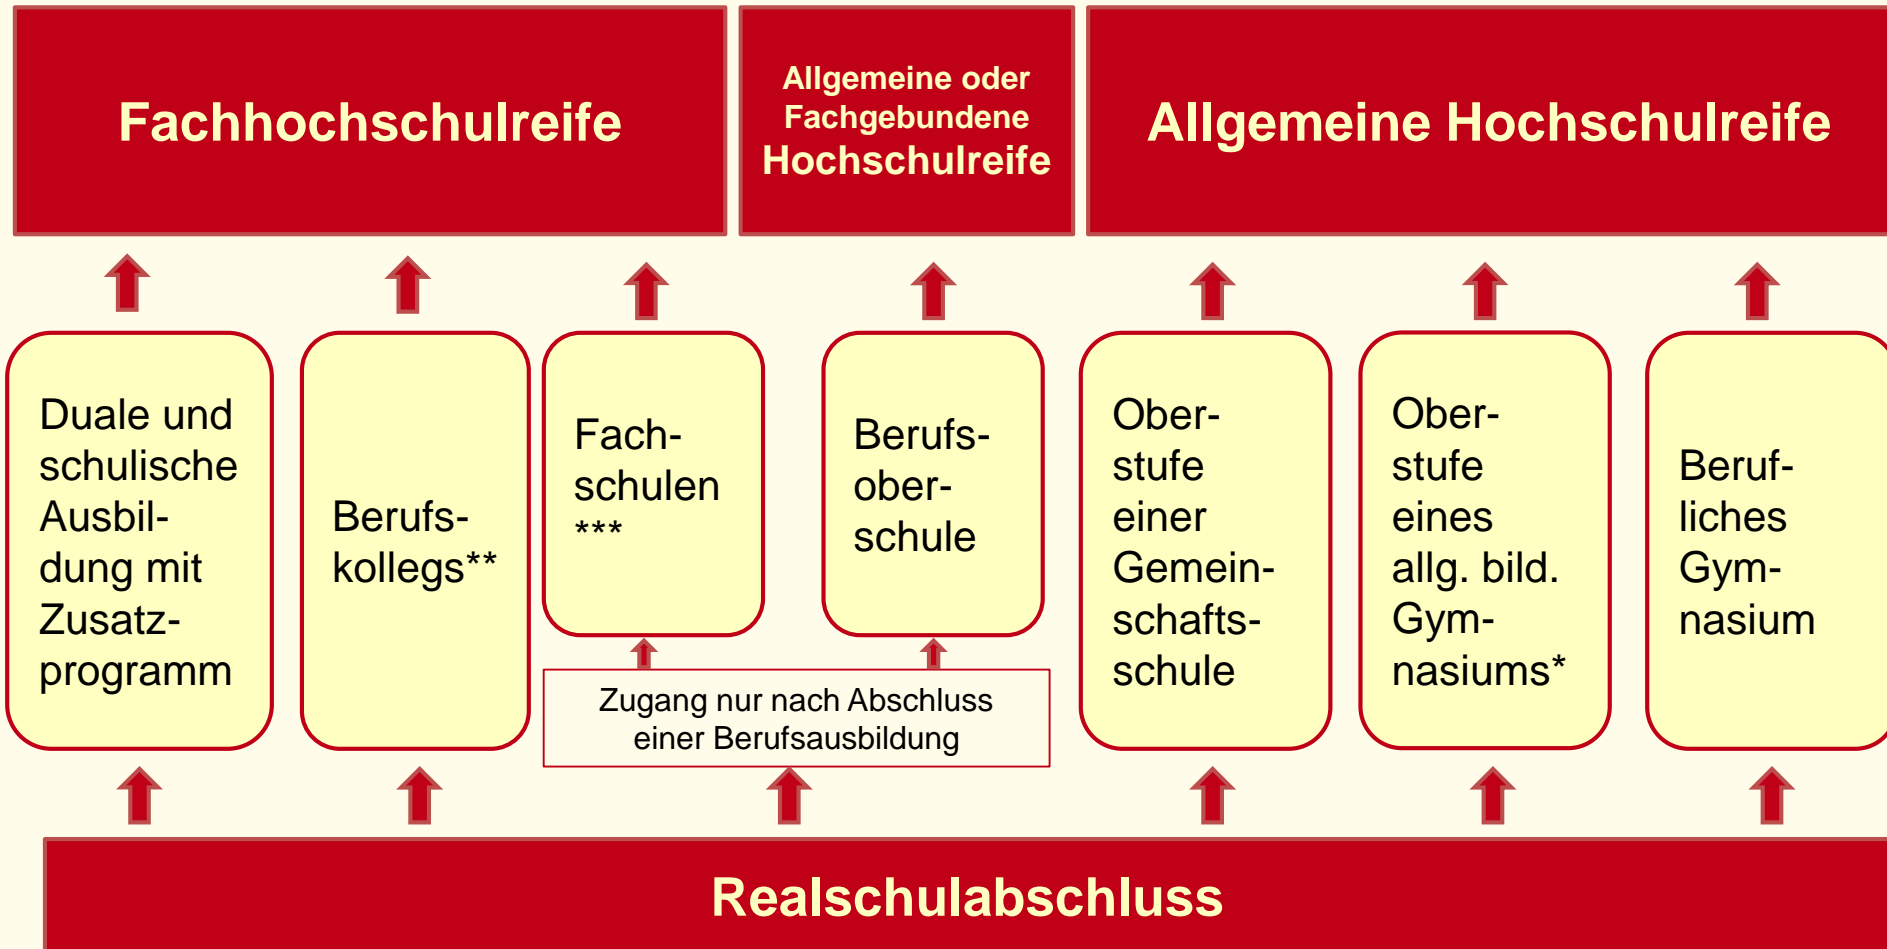 Fachhochschulreife
Allgemeine oder
Fachgebundene
Hochschulreife
Allgemeine Hochschulreife
Duale und
schulische
Ausbil-
dung mit
Zusatz-
programm
Berufs-
kollegs**
Fach-
schulen
***
Berufs-
ober-
schule
Zugang nur nach Abschluss
einer Berufsausbildung
Ober-
stufe
einer
Gemein-
schafts-
schule
Ober-
stufe
eines
allg. bild.
Gym-
nasiums*
Beruf-
liches
Gym-
nasium
Realschulabschluss